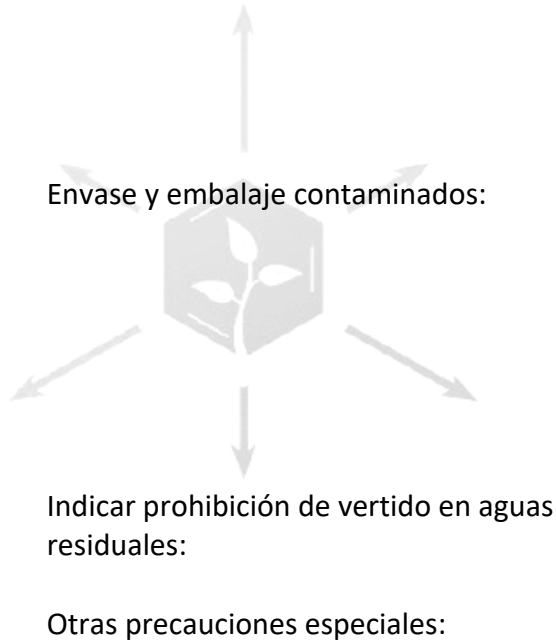 Envase y embalaje contaminados:
Indicar prohibición de vertido en aguas
residuales:
Otras precauciones especiales: